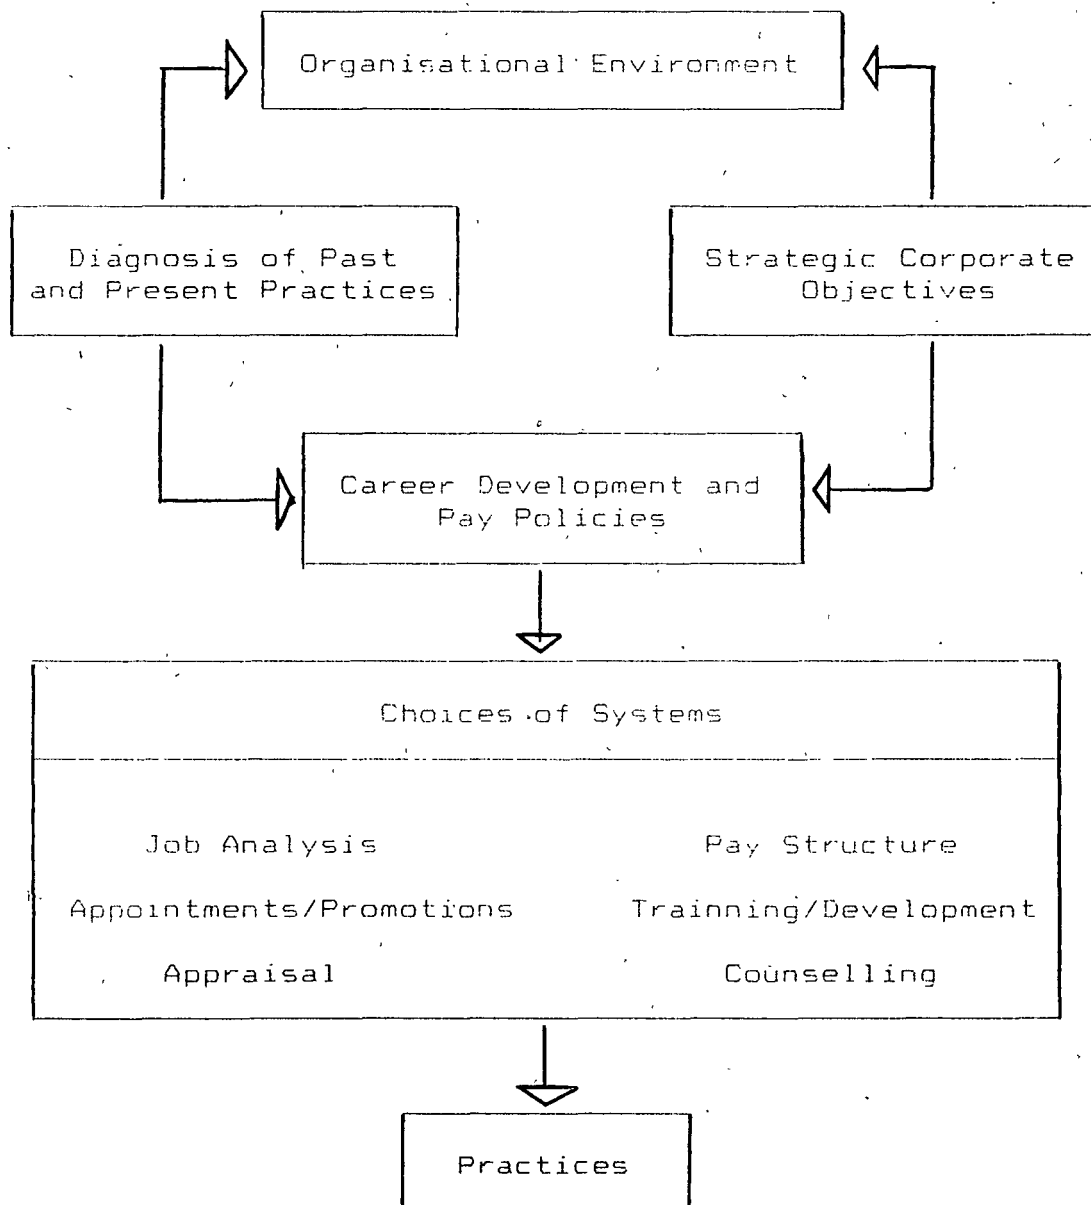 Organisational Environment
Diagnosis of Past
and Present Practices
Strategic Corporate
Objectives
Career Development and
Pay Policies
Choices of Systems
Job Analysis
Pay Structure
Appointments/Promotions
Trainning/Development
Appraisal
Counselling
Practices